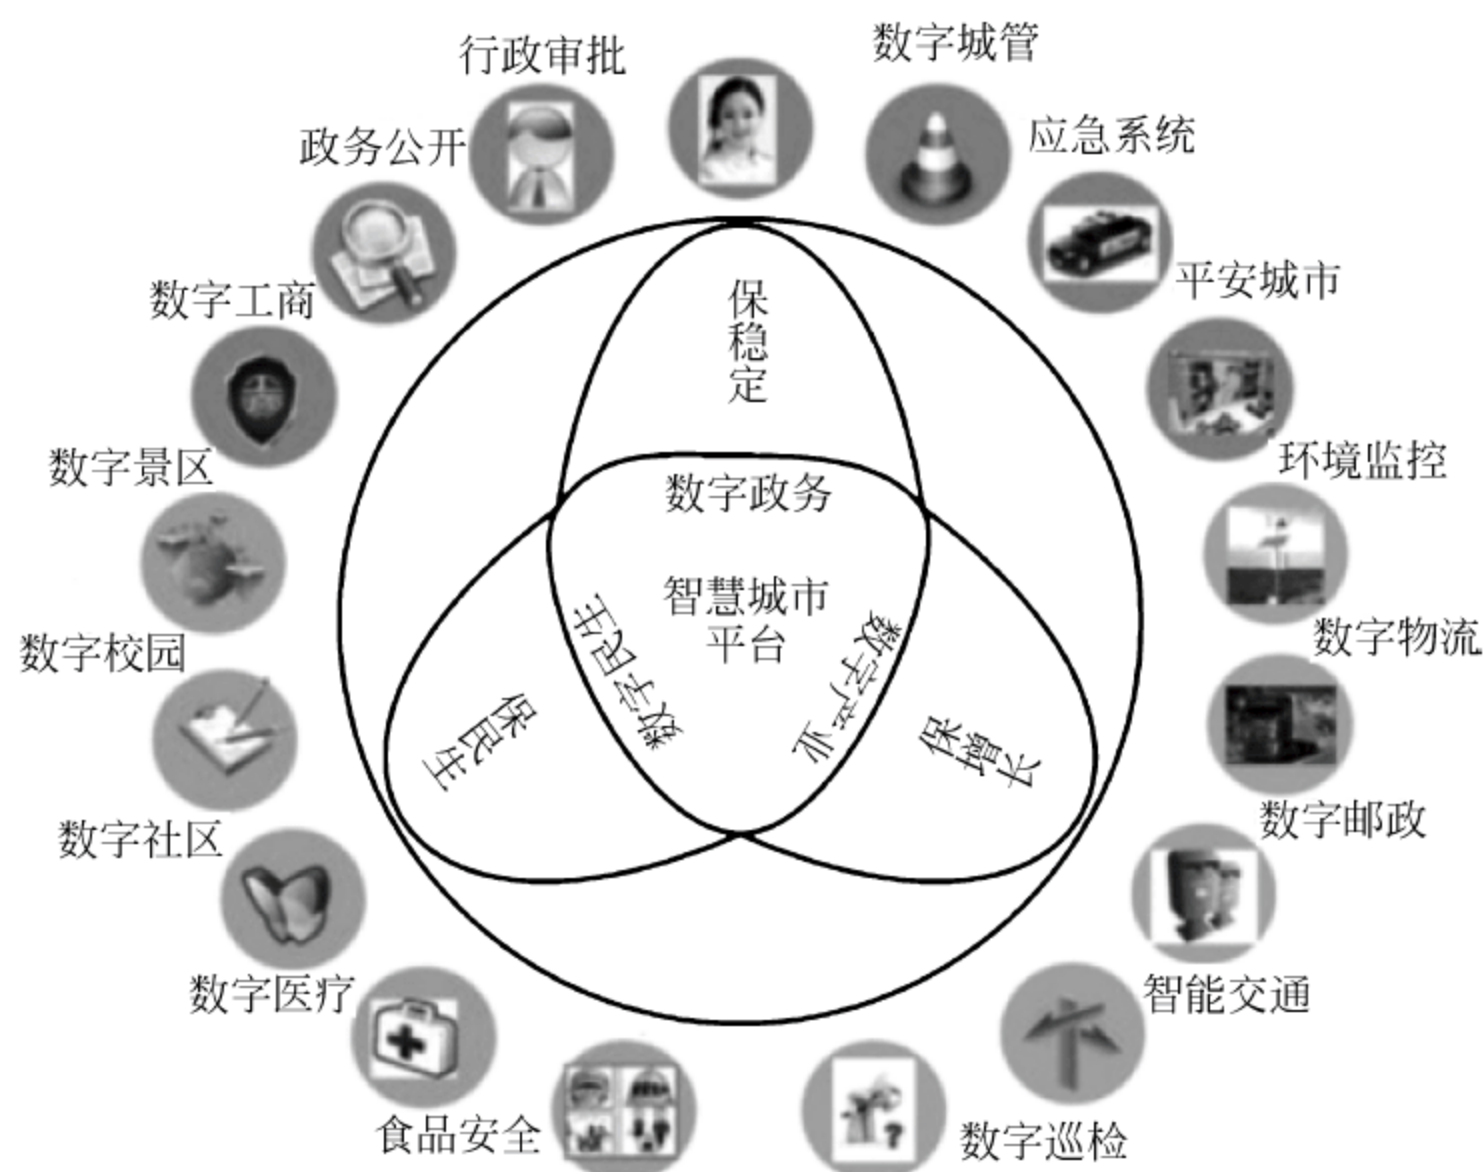 行政审批
数字城管
政务公开
应急系统
数字工商
平安城市
保稳定
数字景区
环境监控
数字政务
智慧城市
平台
数字民生
数字产业
数字校园
数字物流
保民生
保增长
数字社区
数字邮政
数字医疗
智能交通
食品安全
数字巡检